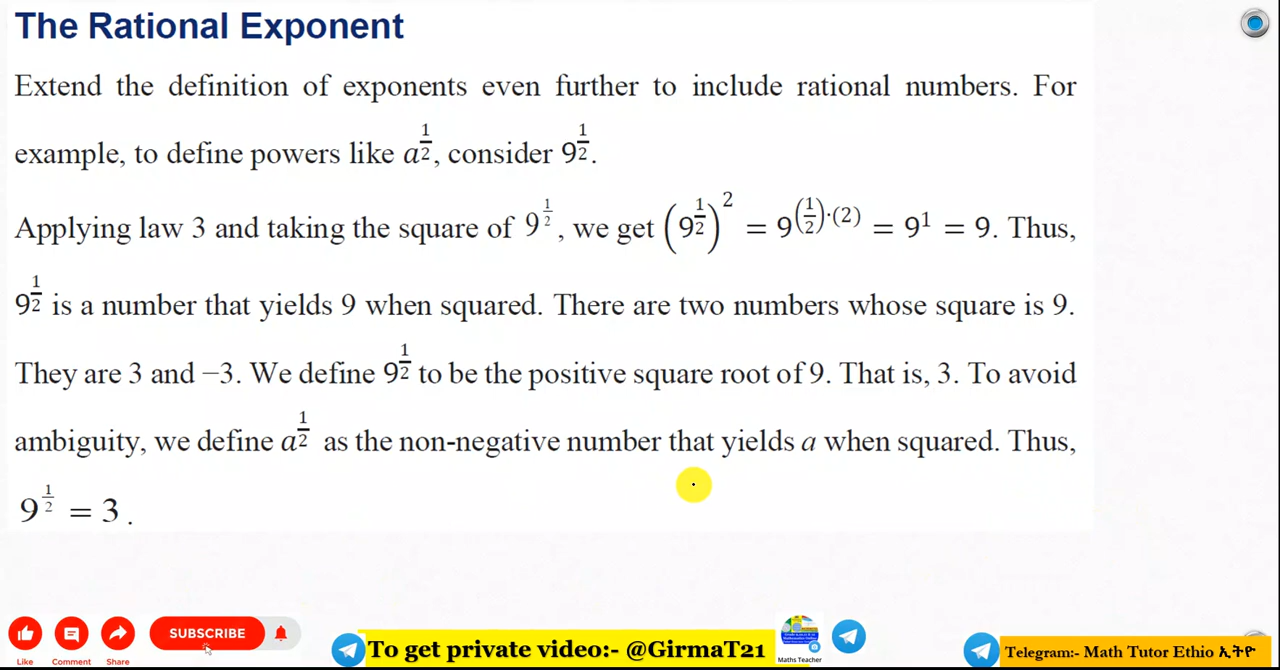 The Rational Exponent
Extend the definition of exponents even further to include rational numbers. For
example, to define powers like a^{1/2}, consider 9^{1/2}.
Applying law 3 and taking the square of 9^{1/2}, we get (9^{1/2})^2 = 9^{(1/2)·(2)} = 9^1 = 9. Thus,
9^{1/2} is a number that yields 9 when squared. There are two numbers whose square is 9.
They are 3 and −3. We define 9^{1/2} to be the positive square root of 9. That is, 3. To avoid
ambiguity, we define a^{1/2} as the non-negative number that yields a when squared. Thus,
9^{1/2} = 3 .
SUBSCRIBE
Like Comment Share
To get private video:- @GirmaT21
Maths Teacher
Telegram:- Math Tutor Ethio ኢትዮ